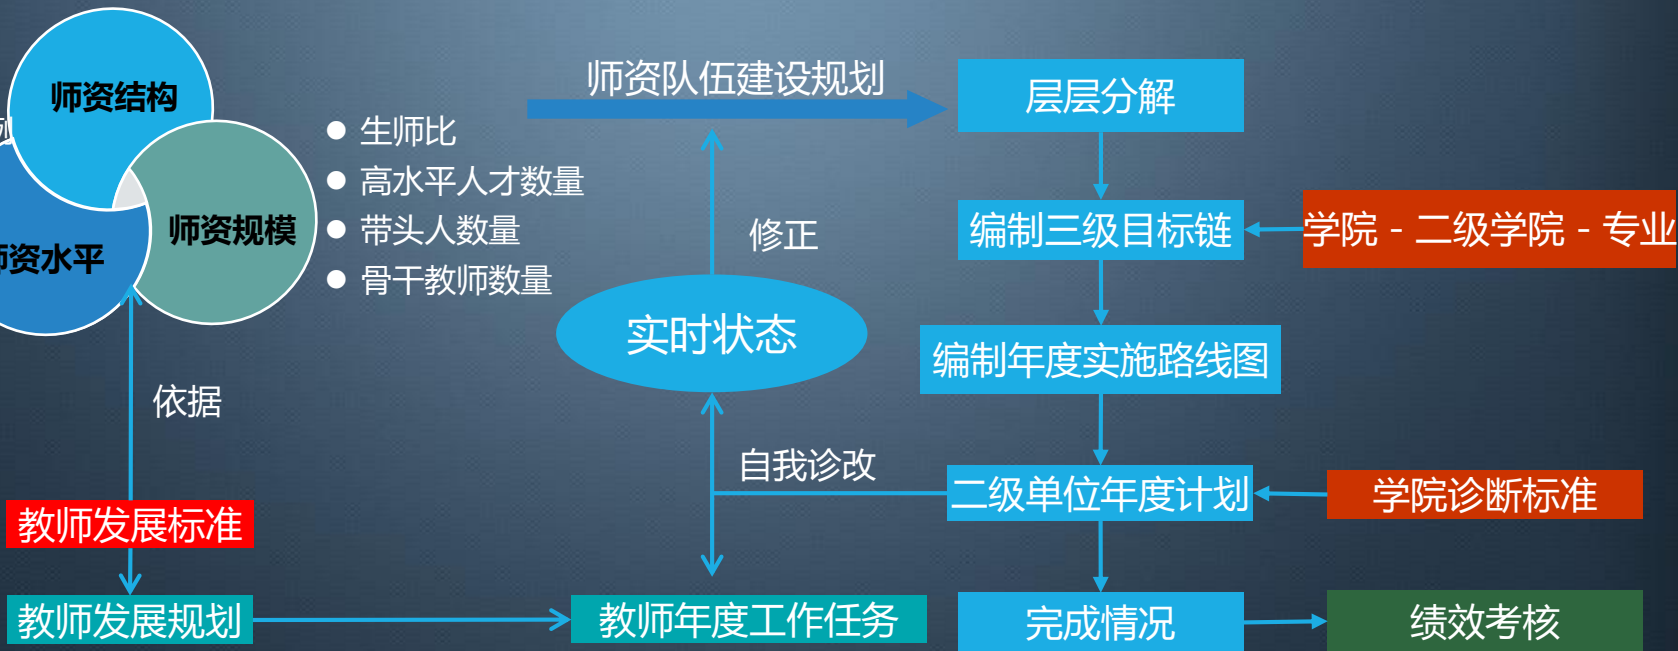 师资结构
师资规模
资水平
生师比
高水平人才数量
带头人数量
骨干教师数量
师资队伍建设规划
层层分解
编制三级目标链
学院 - 二级学院 - 专业
修正
实时状态
编制年度实施路线图
依据
自我诊改
二级单位年度计划
学院诊断标准
教师发展标准
教师发展规划
教师年度工作任务
完成情况
绩效考核